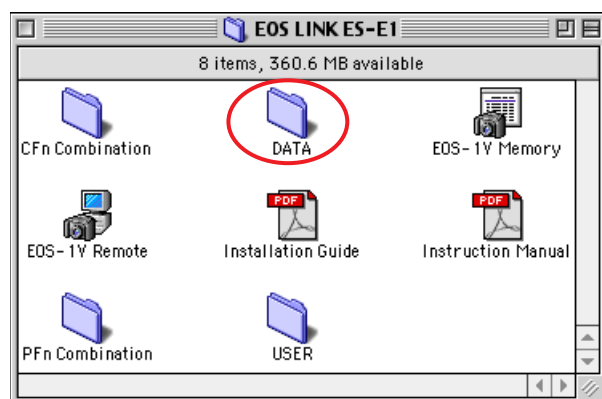 EOS LINK ES-E1
8 items, 360.6 MB available
CFn Combination
DATA
EOS-1V Memory
PDF
PDF
EOS-1V Remote
Installation Guide
Instruction Manual
PFn Combination
USER